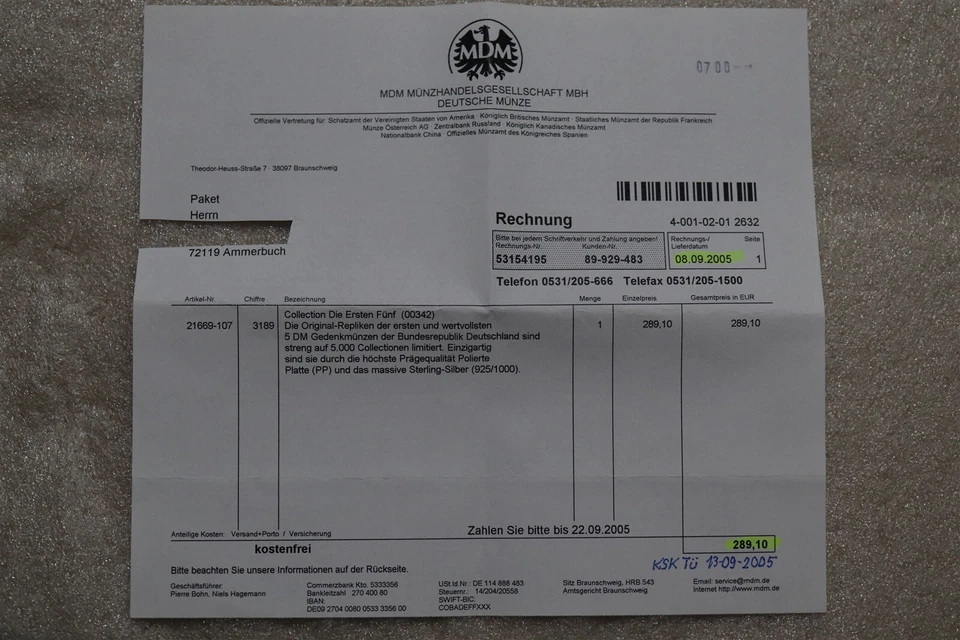 MDM
0700
MDM MÜNZHANDELSGESELLSCHAFT MBH
DEUTSCHE MÜNZE
Offizielle Vertretung für: Schatzamt der Vereinigten Staaten von Amerika · Königlich Britisches Münzamt · Staatliches Münzamt der Republik Frankreich
Münze Österreich AG · Zentralbank Russland · Königlich Kanadisches Münzamt
Nationalbank China · Offizielles Münzamt des Königreiches Spanien
Theodor-Heuss-Straße 7 · 38097 Braunschweig
Paket
Herrn
72119 Ammerbuch
Rechnung 4-001-02-01 2632
Bitte bei jedem Schriftverkehr und Zahlung angeben! Rechnungs-/ Seite
Rechnungs-Nr. Kunden-Nr. Lieferdatum
53154195 89-929-483 08.09.2005 1
Telefon 0531/205-666 Telefax 0531/205-1500
Artikel-Nr. Chiffre Bezeichnung Menge Einzelpreis Gesamtpreis in EUR
Collection Die Ersten Fünf (00342)
21669-107 3189 Die Original-Repliken der ersten und wertvollsten 1 289,10 289,10
5 DM Gedenkmünzen der Bundesrepublik Deutschland sind
streng auf 5.000 Collectionen limitiert. Einzigartig
sind sie durch die höchste Prägequalität Polierte
Platte (PP) und das massive Sterling-Silber (925/1000).
Anteilige Kosten: Versand+Porto / Versicherung Zahlen Sie bitte bis 22.09.2005
kostenfrei 289,10
KSK Tü 13-09-2005
Bitte beachten Sie unsere Informationen auf der Rückseite.
Geschäftsführer: Commerzbank Kto. 5333356 USt.Id.Nr.: DE 114 888 483 Sitz Braunschweig, HRB 543 Email: service@mdm.de
Pierre Bohn, Niels Hagemann Bankleitzahl 270 400 80 Steuernr.: 14/204/20558 Amtsgericht Braunschweig Internet http://www.mdm.de
IBAN: SWIFT-BIC:
DE09 2704 0080 0533 3356 00 COBADEFFXXX